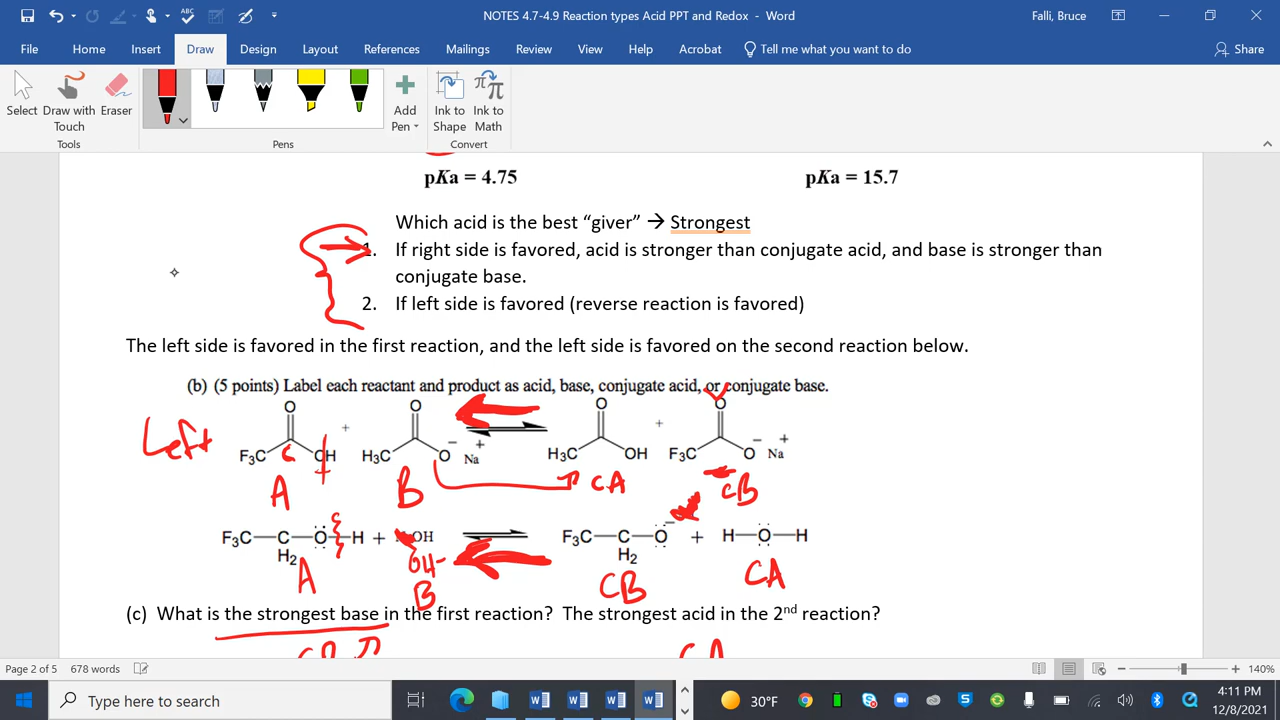 NOTES 4.7-4.9 Reaction types Acid PPT and Redox - Word
Falli, Bruce
File Home Insert Draw Design Layout References Mailings Review View Help Acrobat Tell me what you want to do Share
Select Draw with Touch Eraser Add Pen Ink to Shape Ink to Math
Tools Pens Convert
pKa = 4.75 pKa = 15.7
Which acid is the best “giver” → Strongest
1. If right side is favored, acid is stronger than conjugate acid, and base is stronger than
conjugate base.
2. If left side is favored (reverse reaction is favored)
The left side is favored in the first reaction, and the left side is favored on the second reaction below.
(b) (5 points) Label each reactant and product as acid, base, conjugate acid, or conjugate base.
O + O O + O
Left F3C OH H3C O − Na + H3C OH F3C O − Na +
A B CA CB
F3C—C—O—H + OH F3C—C—O − + H—O—H
H2 OH- H2
A B CB CA
(c) What is the strongest base in the first reaction? The strongest acid in the 2nd reaction?
CA
Page 2 of 5 678 words 140%
Type here to search 30°F 4:11 PM
12/8/2021